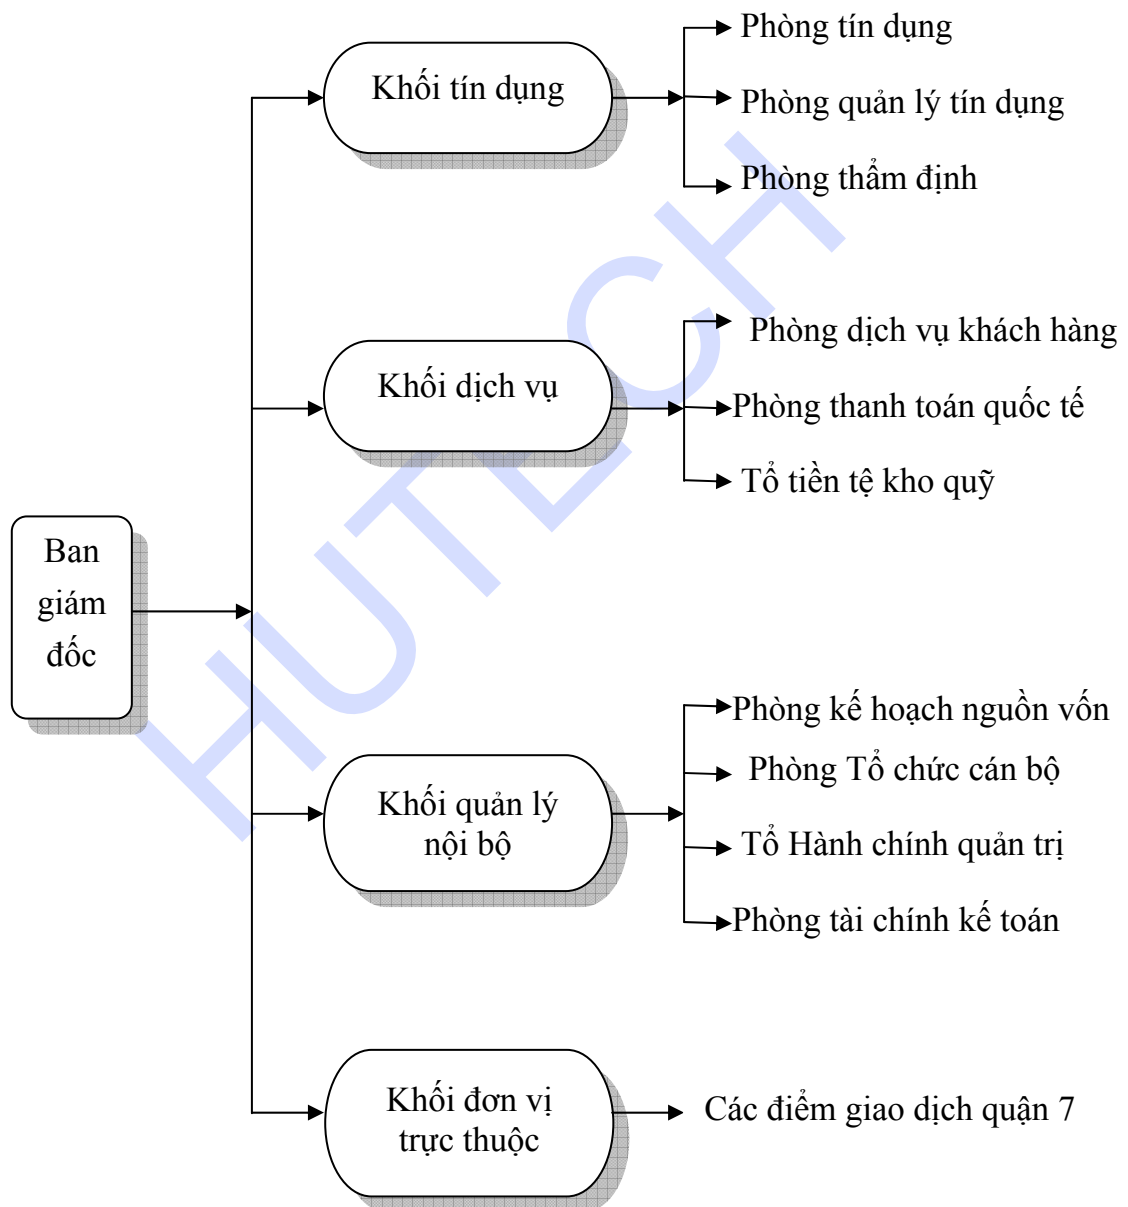 Phòng tín dụng
Khối tín dụng
Phòng quản lý tín dụng
Phòng thẩm định
Phòng dịch vụ khách hàng
Khối dịch vụ
Phòng thanh toán quốc tế
Tổ tiền tệ kho quỹ
Ban
giám
đốc
HUTECH
Phòng kế hoạch nguồn vốn
Phòng Tổ chức cán bộ
Khối quản lý
nội bộ
Tổ Hành chính quản trị
Phòng tài chính kế toán
Khối đơn vị
trực thuộc
Các điểm giao dịch quận 7